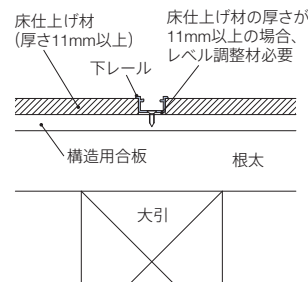 床仕上げ材
(厚さ11mm以上)
床仕上げ材の厚さが
11mm以上の場合、
レベル調整材必要
下レール
構造用合板
根太
大引